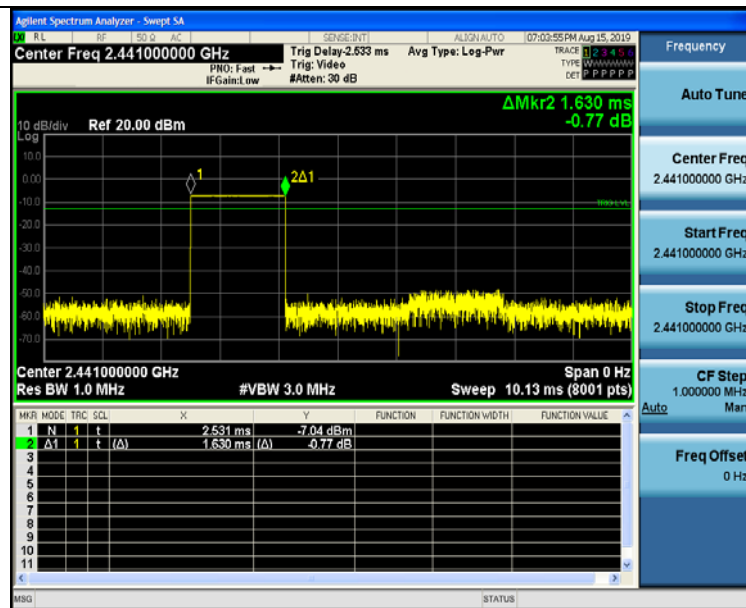 Agilent Spectrum Analyzer - Swept SA
RL RF 50 Ω AC SENSE:INT ALIGN AUTO 07:03:55 PM Aug 15, 2019
Center Freq 2.441000000 GHz
PNO: Fast
IFGain:Low
Trig Delay-2.533 ms
Trig: Video
#Atten: 30 dB
Avg Type: Log-Pwr
TRACE 1 2 3 4 5 6
TYPE
DET P P P P P P
ΔMkr2 1.630 ms
-0.77 dB
10 dB/div Ref 20.00 dBm
Log
10.0
0.00
-10.0
-20.0
-30.0
-40.0
-50.0
-60.0
-70.0
1
2Δ1
TRIG LVL
Center 2.441000000 GHz Span 0 Hz
Res BW 1.0 MHz #VBW 3.0 MHz Sweep 10.13 ms (8001 pts)
MKR MODE TRC SCL X Y FUNCTION FUNCTION WIDTH FUNCTION VALUE
1 N 1 t 2.531 ms -7.04 dBm
2 Δ1 1 t (Δ) 1.630 ms (Δ) -0.77 dB
3
4
5
6
7
8
9
10
11
MSG STATUS
Frequency
Auto Tune
Center Freq
2.441000000 GHz
Start Freq
2.441000000 GHz
Stop Freq
2.441000000 GHz
CF Step
1.000000 MHz
Auto Man
Freq Offset
0 Hz